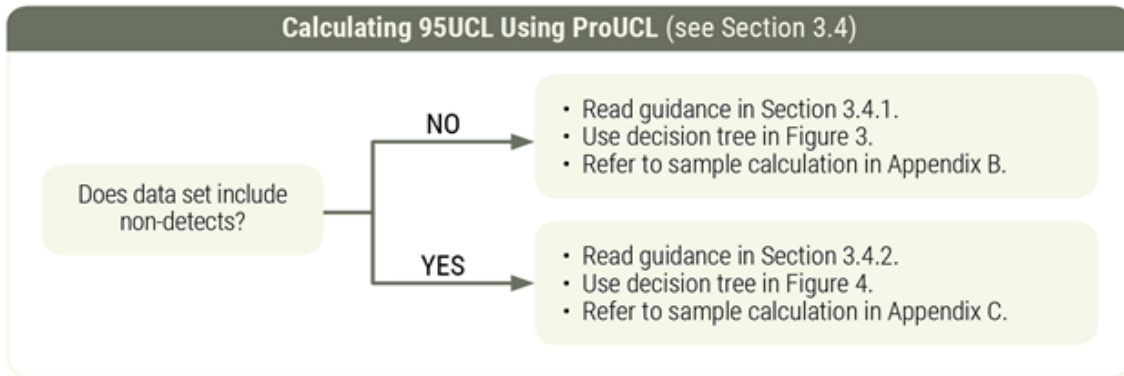 Calculating 95UCL Using ProUCL (see Section 3.4)
Does data set include
non-detects?
NO
• Read guidance in Section 3.4.1.
• Use decision tree in Figure 3.
• Refer to sample calculation in Appendix B.
YES
• Read guidance in Section 3.4.2.
• Use decision tree in Figure 4.
• Refer to sample calculation in Appendix C.